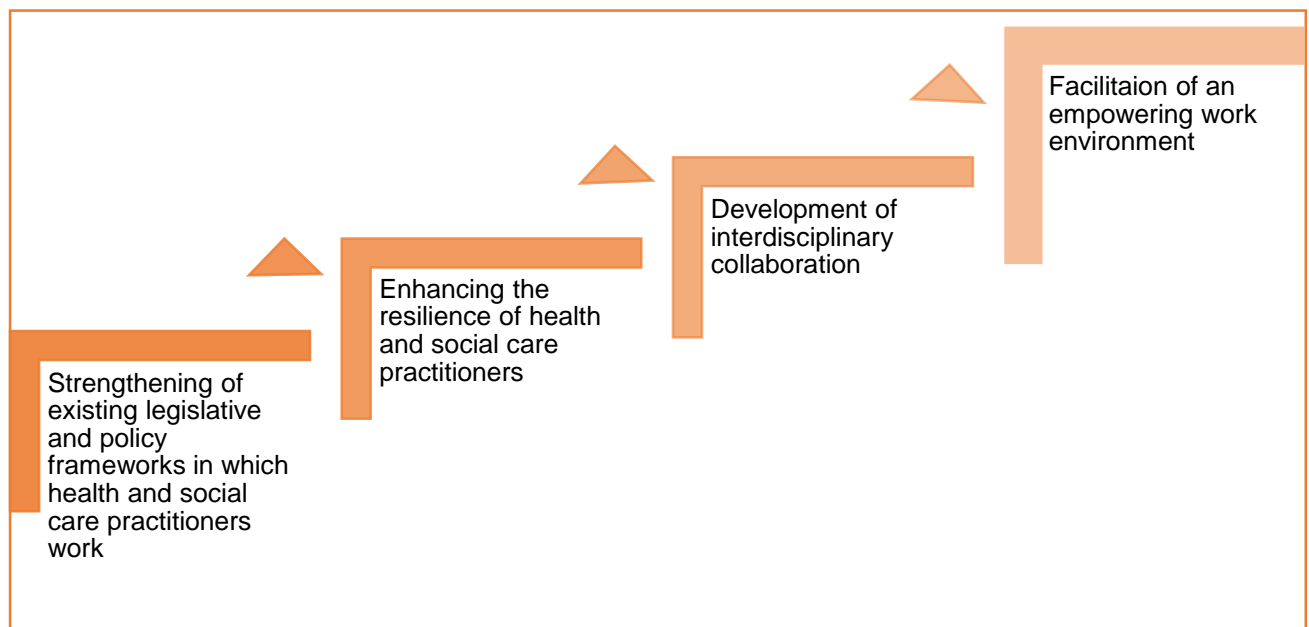 Strengthening of
existing legislative
and policy
frameworks in which
health and social
care practitioners
work
Enhancing the
resilience of health
and social care
practitioners
Development of
interdisciplinary
collaboration
Facilitaion of an
empowering work
environment